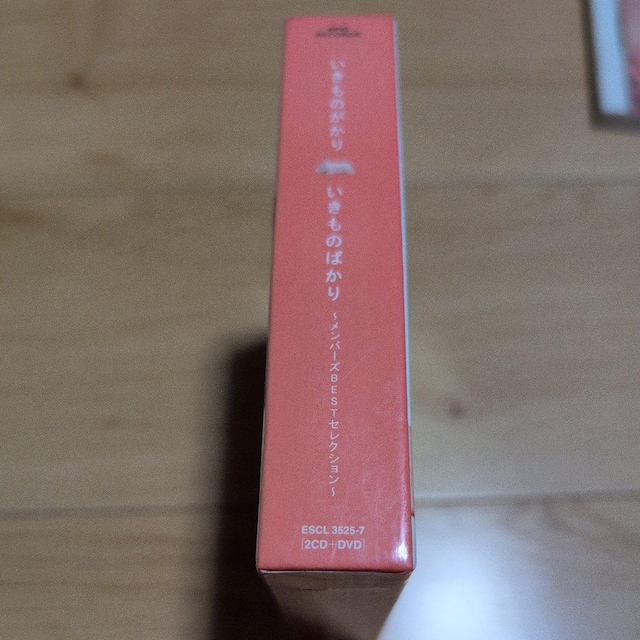 いきものがかり
いきものばかり
～メンバーズBESTセレクション～
ESCL 3525-7
[2CD+DVD]